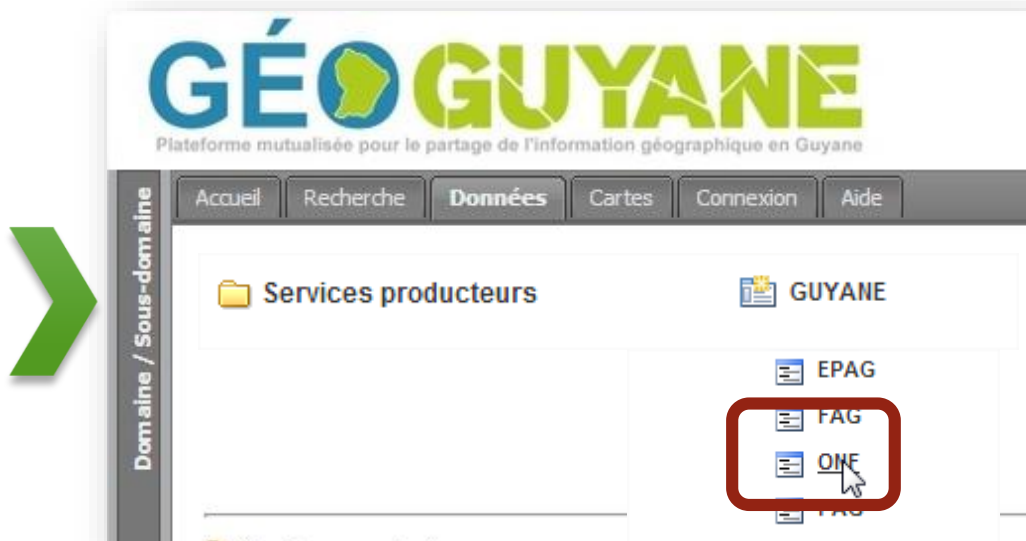 GÉOGUYANE
Plateforme mutualisée pour le partage de l'information géographique en Guyane
Accueil Recherche Données Cartes Connexion Aide
Domaine / Sous-domaine
Services producteurs GUYANE
EPAG
FAG
ONF